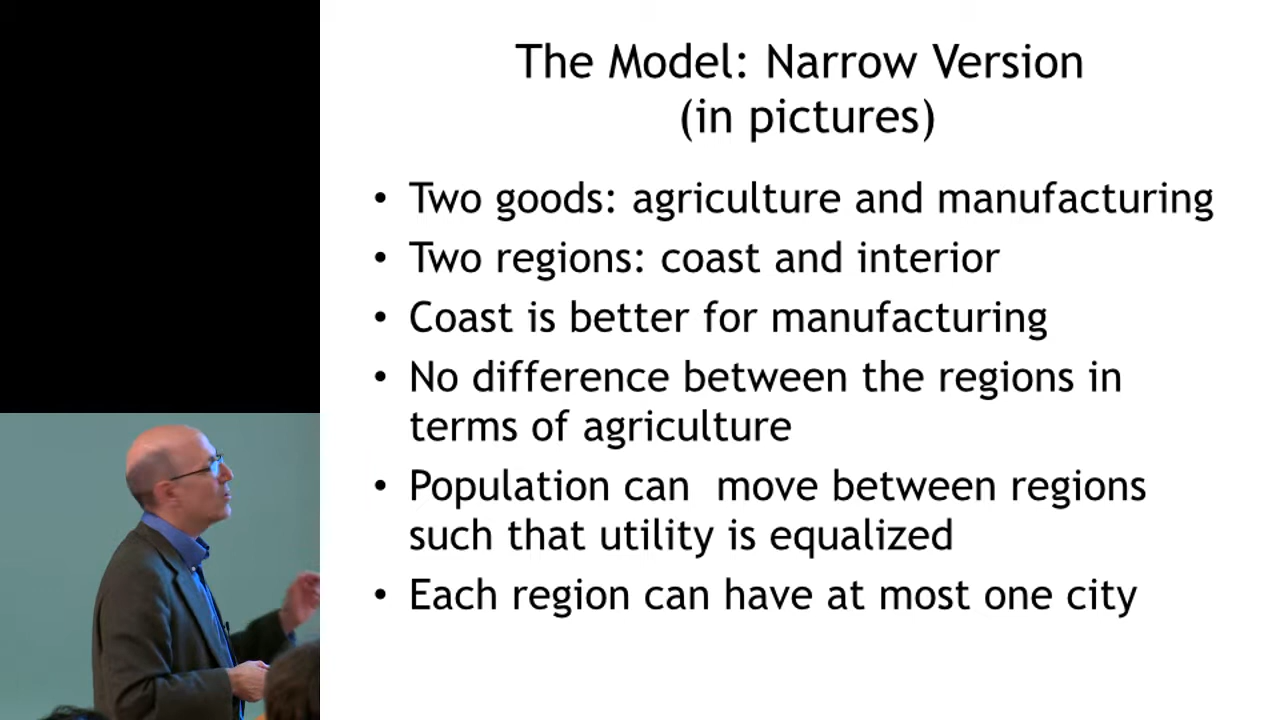 The Model: Narrow Version
(in pictures)
• Two goods: agriculture and manufacturing
• Two regions: coast and interior
• Coast is better for manufacturing
• No difference between the regions in
terms of agriculture
• Population can  move between regions
such that utility is equalized
• Each region can have at most one city